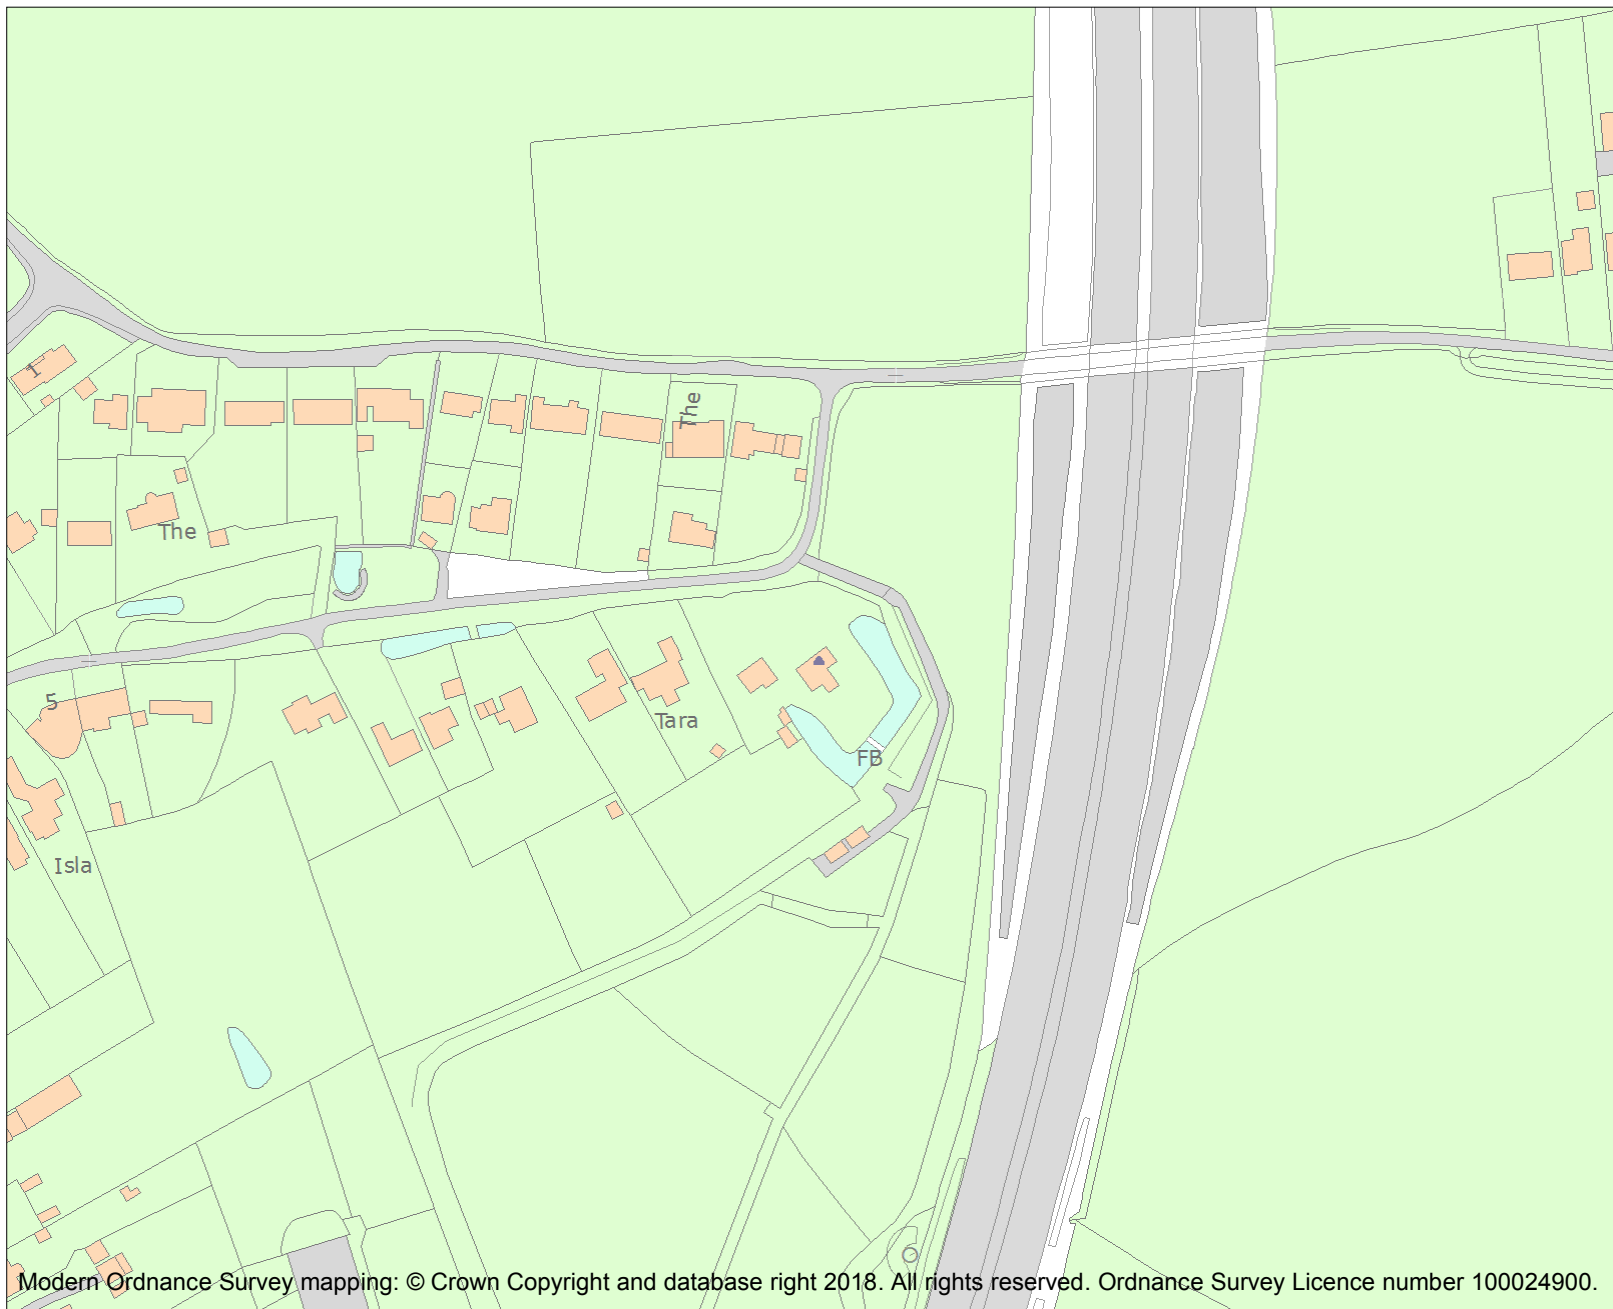 1
The
The
5
Tara
FB
Isla
Modern Ordnance Survey mapping: © Crown Copyright and database right 2018. All rights reserved. Ordnance Survey Licence number 100024900.